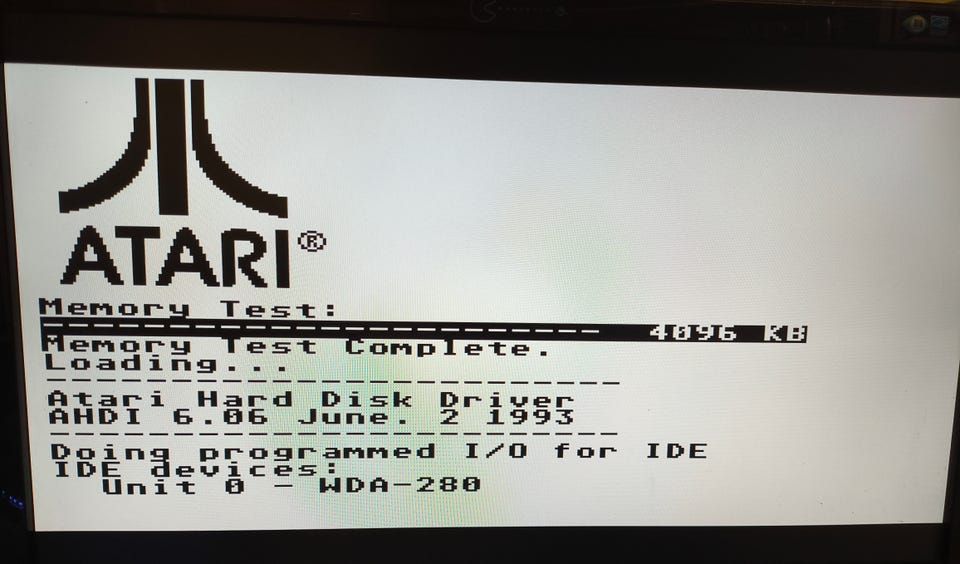 ATARI®
Memory Test:
4096 KB
Memory Test Complete.
Loading...
Atari Hard Disk Driver
AHDI 6.06 June. 2 1993
Doing programmed I/O for IDE
IDE devices:
Unit 0 - WDA-280